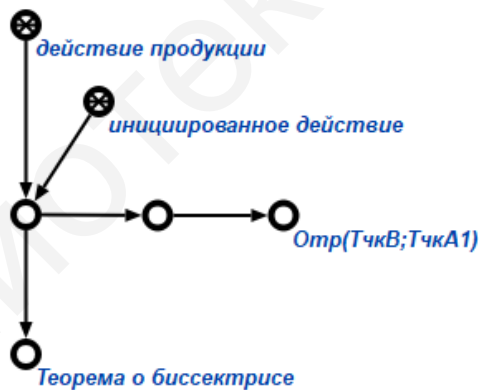 действие продукции
инициированное действие
Отр(ТчкВ;ТчкА1)
Теорема о биссектрисе